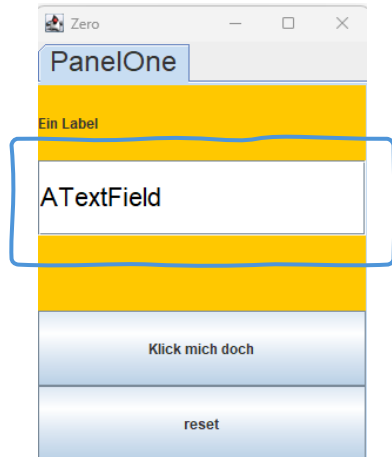 Zero
PanelOne
Ein Label
ATextField
Klick mich doch
reset